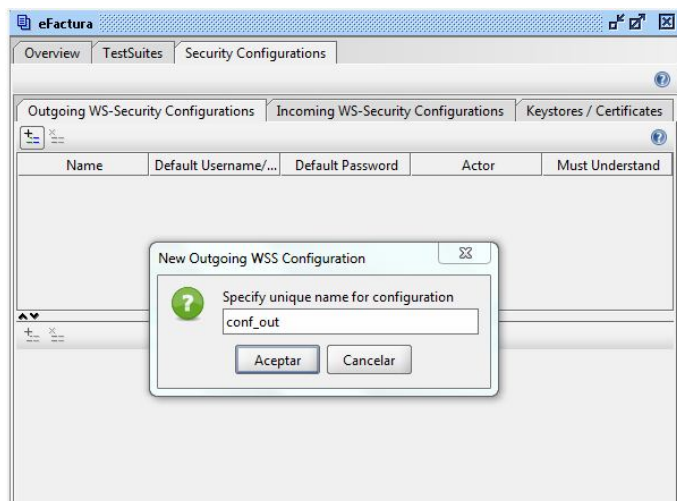 eFactura
Overview TestSuites Security Configurations
Outgoing WS-Security Configurations Incoming WS-Security Configurations Keystores / Certificates
Name Default Username/... Default Password Actor Must Understand
New Outgoing WSS Configuration
Specify unique name for configuration
conf_out
Aceptar Cancelar